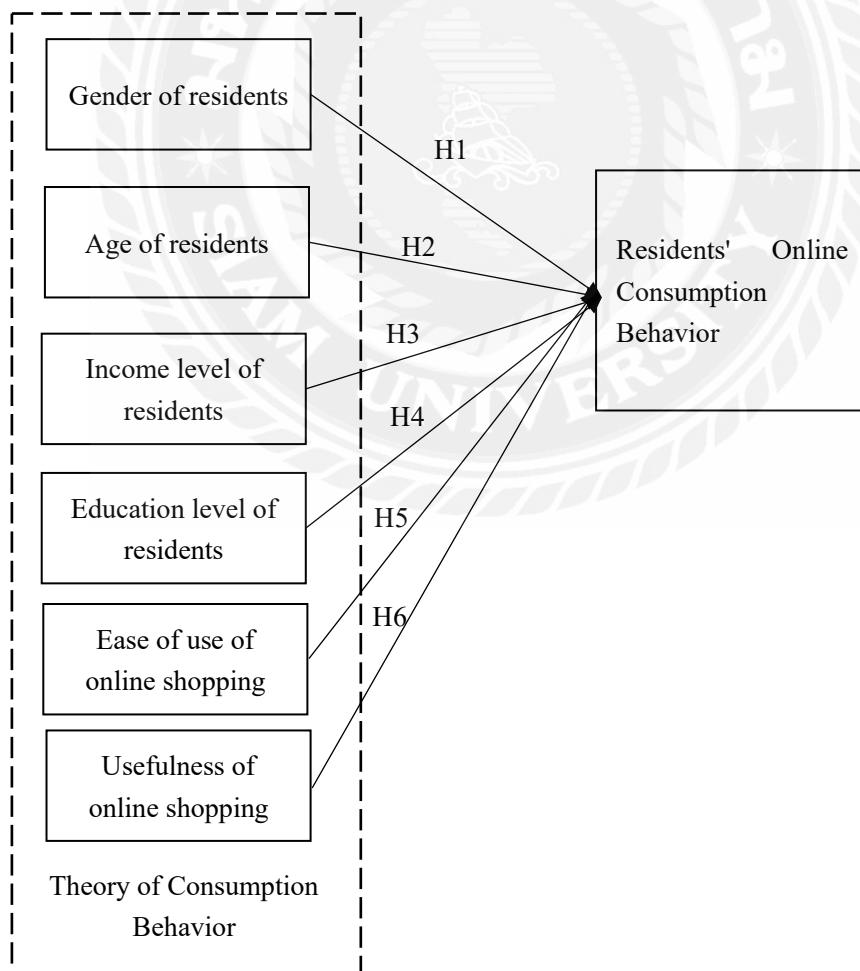 Gender of residents
H1
Age of residents
H2
Residents' Online
Consumption
Behavior
Income level of
residents
H3
Education level of
residents
H4
Ease of use of
online shopping
H5
Usefulness of
online shopping
H6
Theory of Consumption
Behavior
SIAM UNIVERSITY